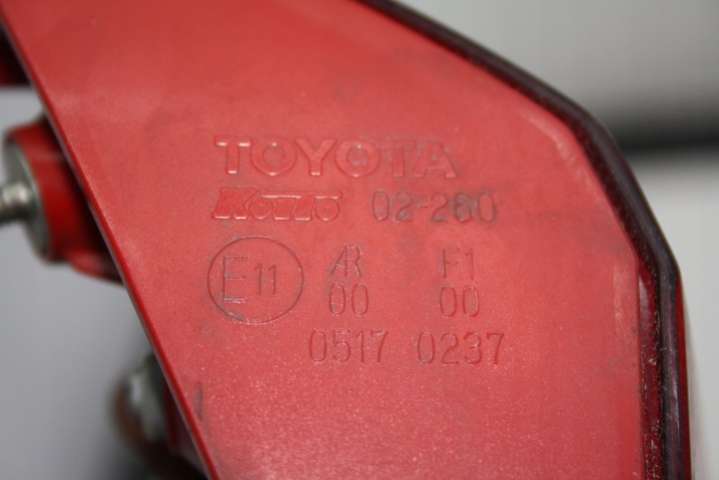 TOYOTA
KOITO 02-260
E11 AR F1
00 00
0517 0237